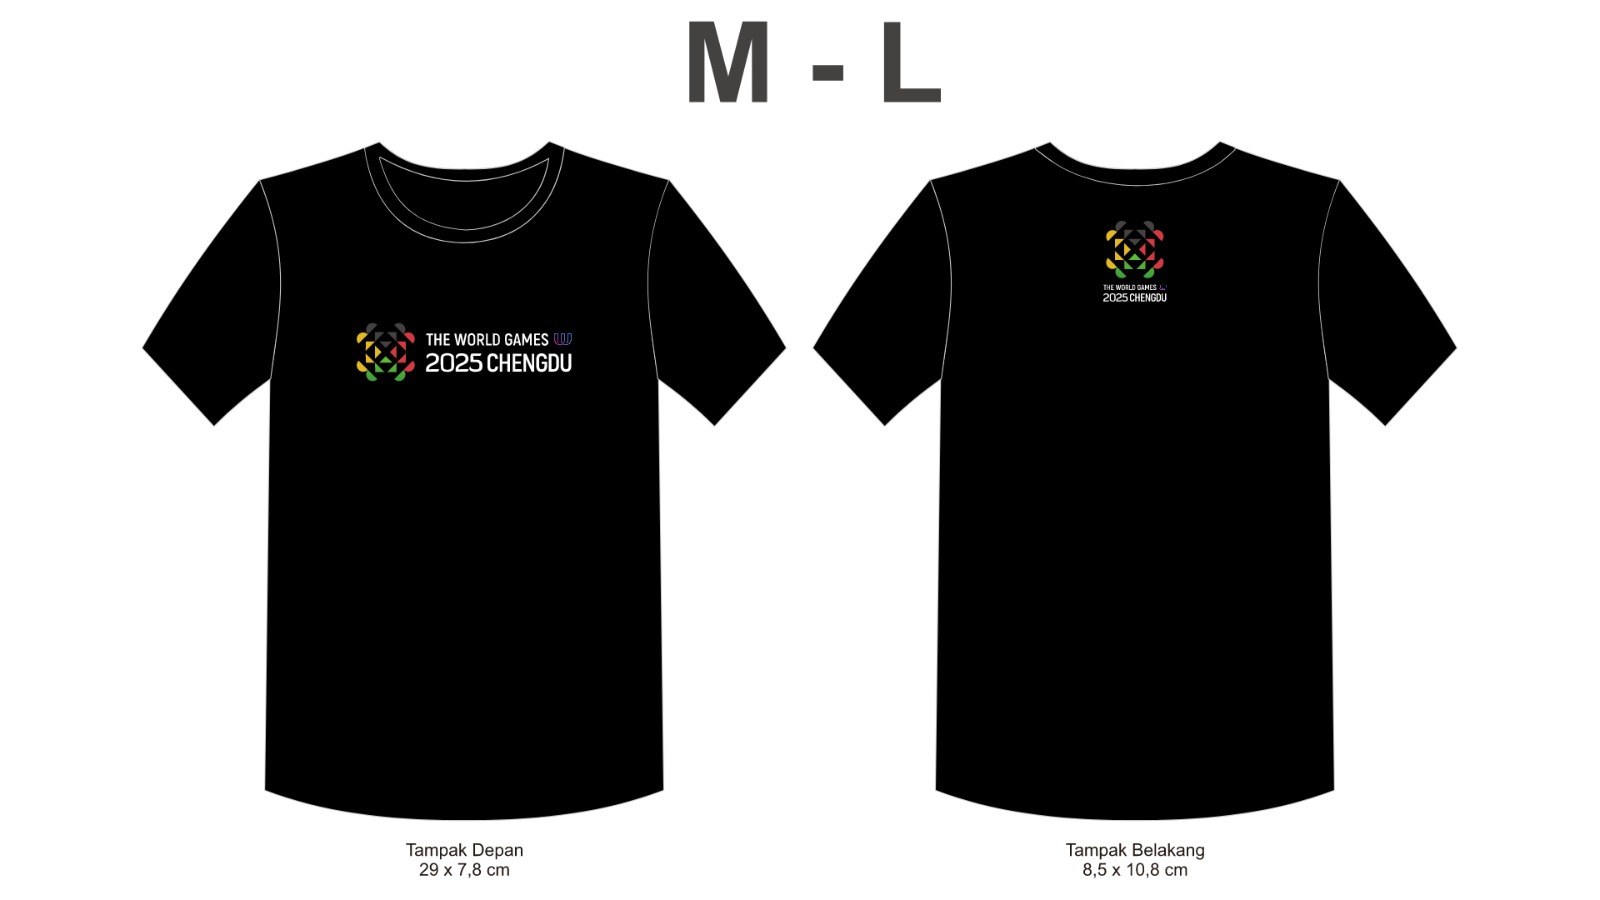 M - L
THE WORLD GAMES
2025 CHENGDU
THE WORLD GAMES
2025 CHENGDU
Tampak Depan
29 x 7,8 cm
Tampak Belakang
8,5 x 10,8 cm